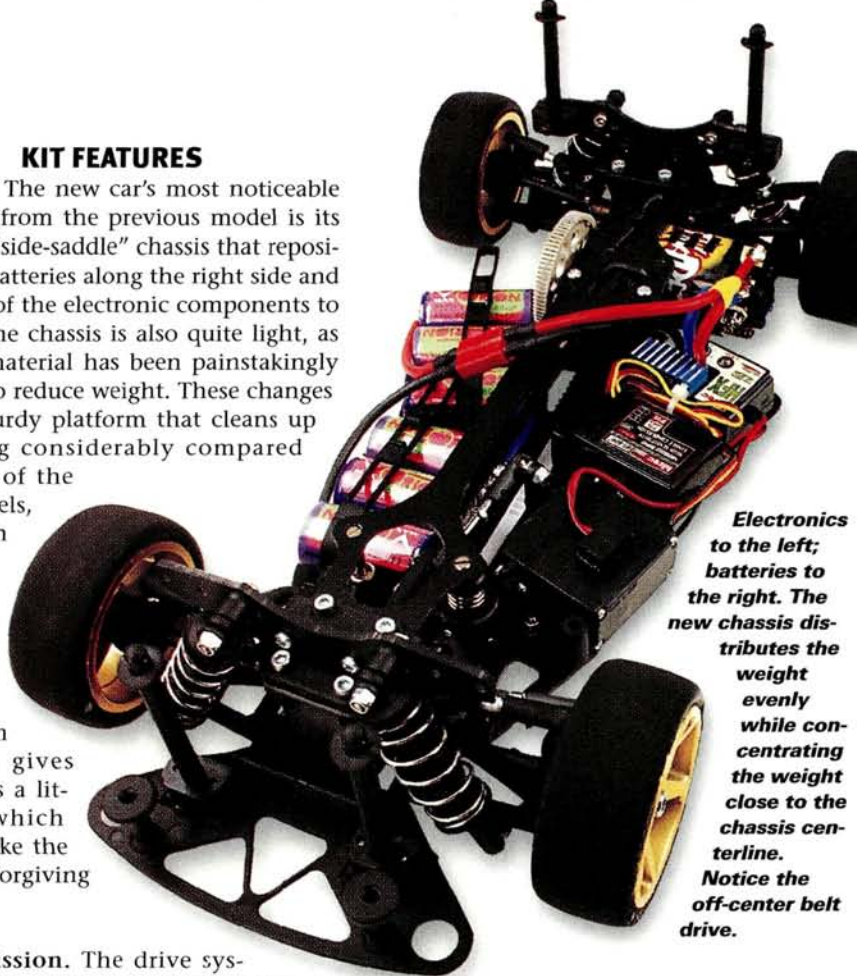 KIT FEATURES
The new car's most noticeable
from the previous model is its
side-saddle" chassis that reposi-
atteries along the right side and
of the electronic components to
ne chassis is also quite light, as
material has been painstakingly
o reduce weight. These changes
urdy platform that cleans up
g considerably compared
of the
els,
n
n
gives
s a lit-
which
ke the
orgiving
ission. The drive sys-
Electronics
to the left;
batteries to
the right. The
new chassis dis-
tributes the
weight
evenly
while con-
centrating
the weight
close to the
chassis cen-
terline.
Notice the
off-center belt
drive.